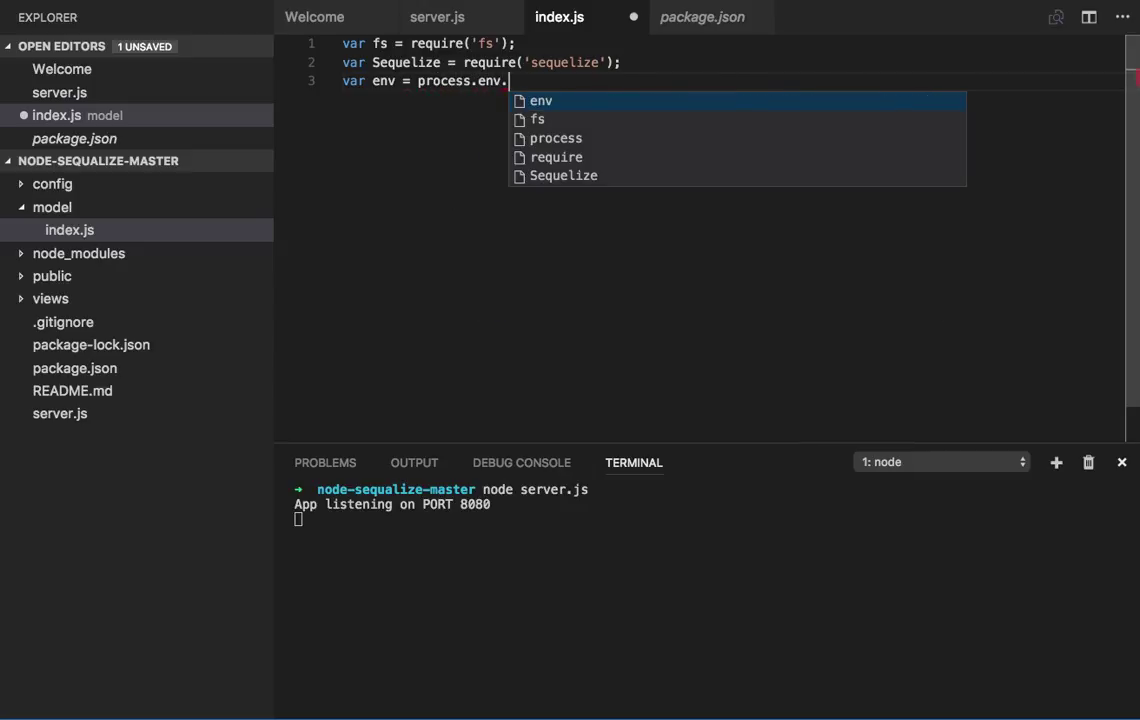 EXPLORER
OPEN EDITORS 1 UNSAVED
Welcome
server.js
index.js model
package.json
NODE-SEQUALIZE-MASTER
config
model
index.js
node_modules
public
views
.gitignore
package-lock.json
package.json
README.md
server.js
Welcome server.js index.js package.json
1 var fs = require('fs');
2 var Sequelize = require('sequelize');
3 var env = process.env.
env
fs
process
require
Sequelize
PROBLEMS OUTPUT DEBUG CONSOLE TERMINAL 1: node
→ node-sequalize-master node server.js
App listening on PORT 8080